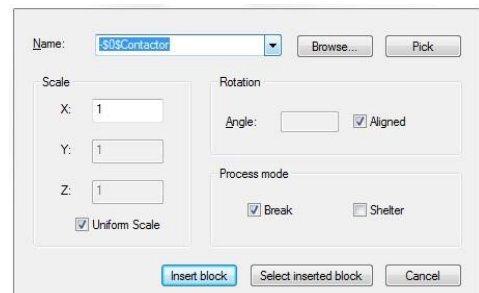 Name: -$0$Contactor Browse... Pick
Scale
X: 1
Y: 1
Z: 1
Uniform Scale
Rotation
Angle: Aligned
Process mode
Break Shelter
Insert block Select inserted block Cancel